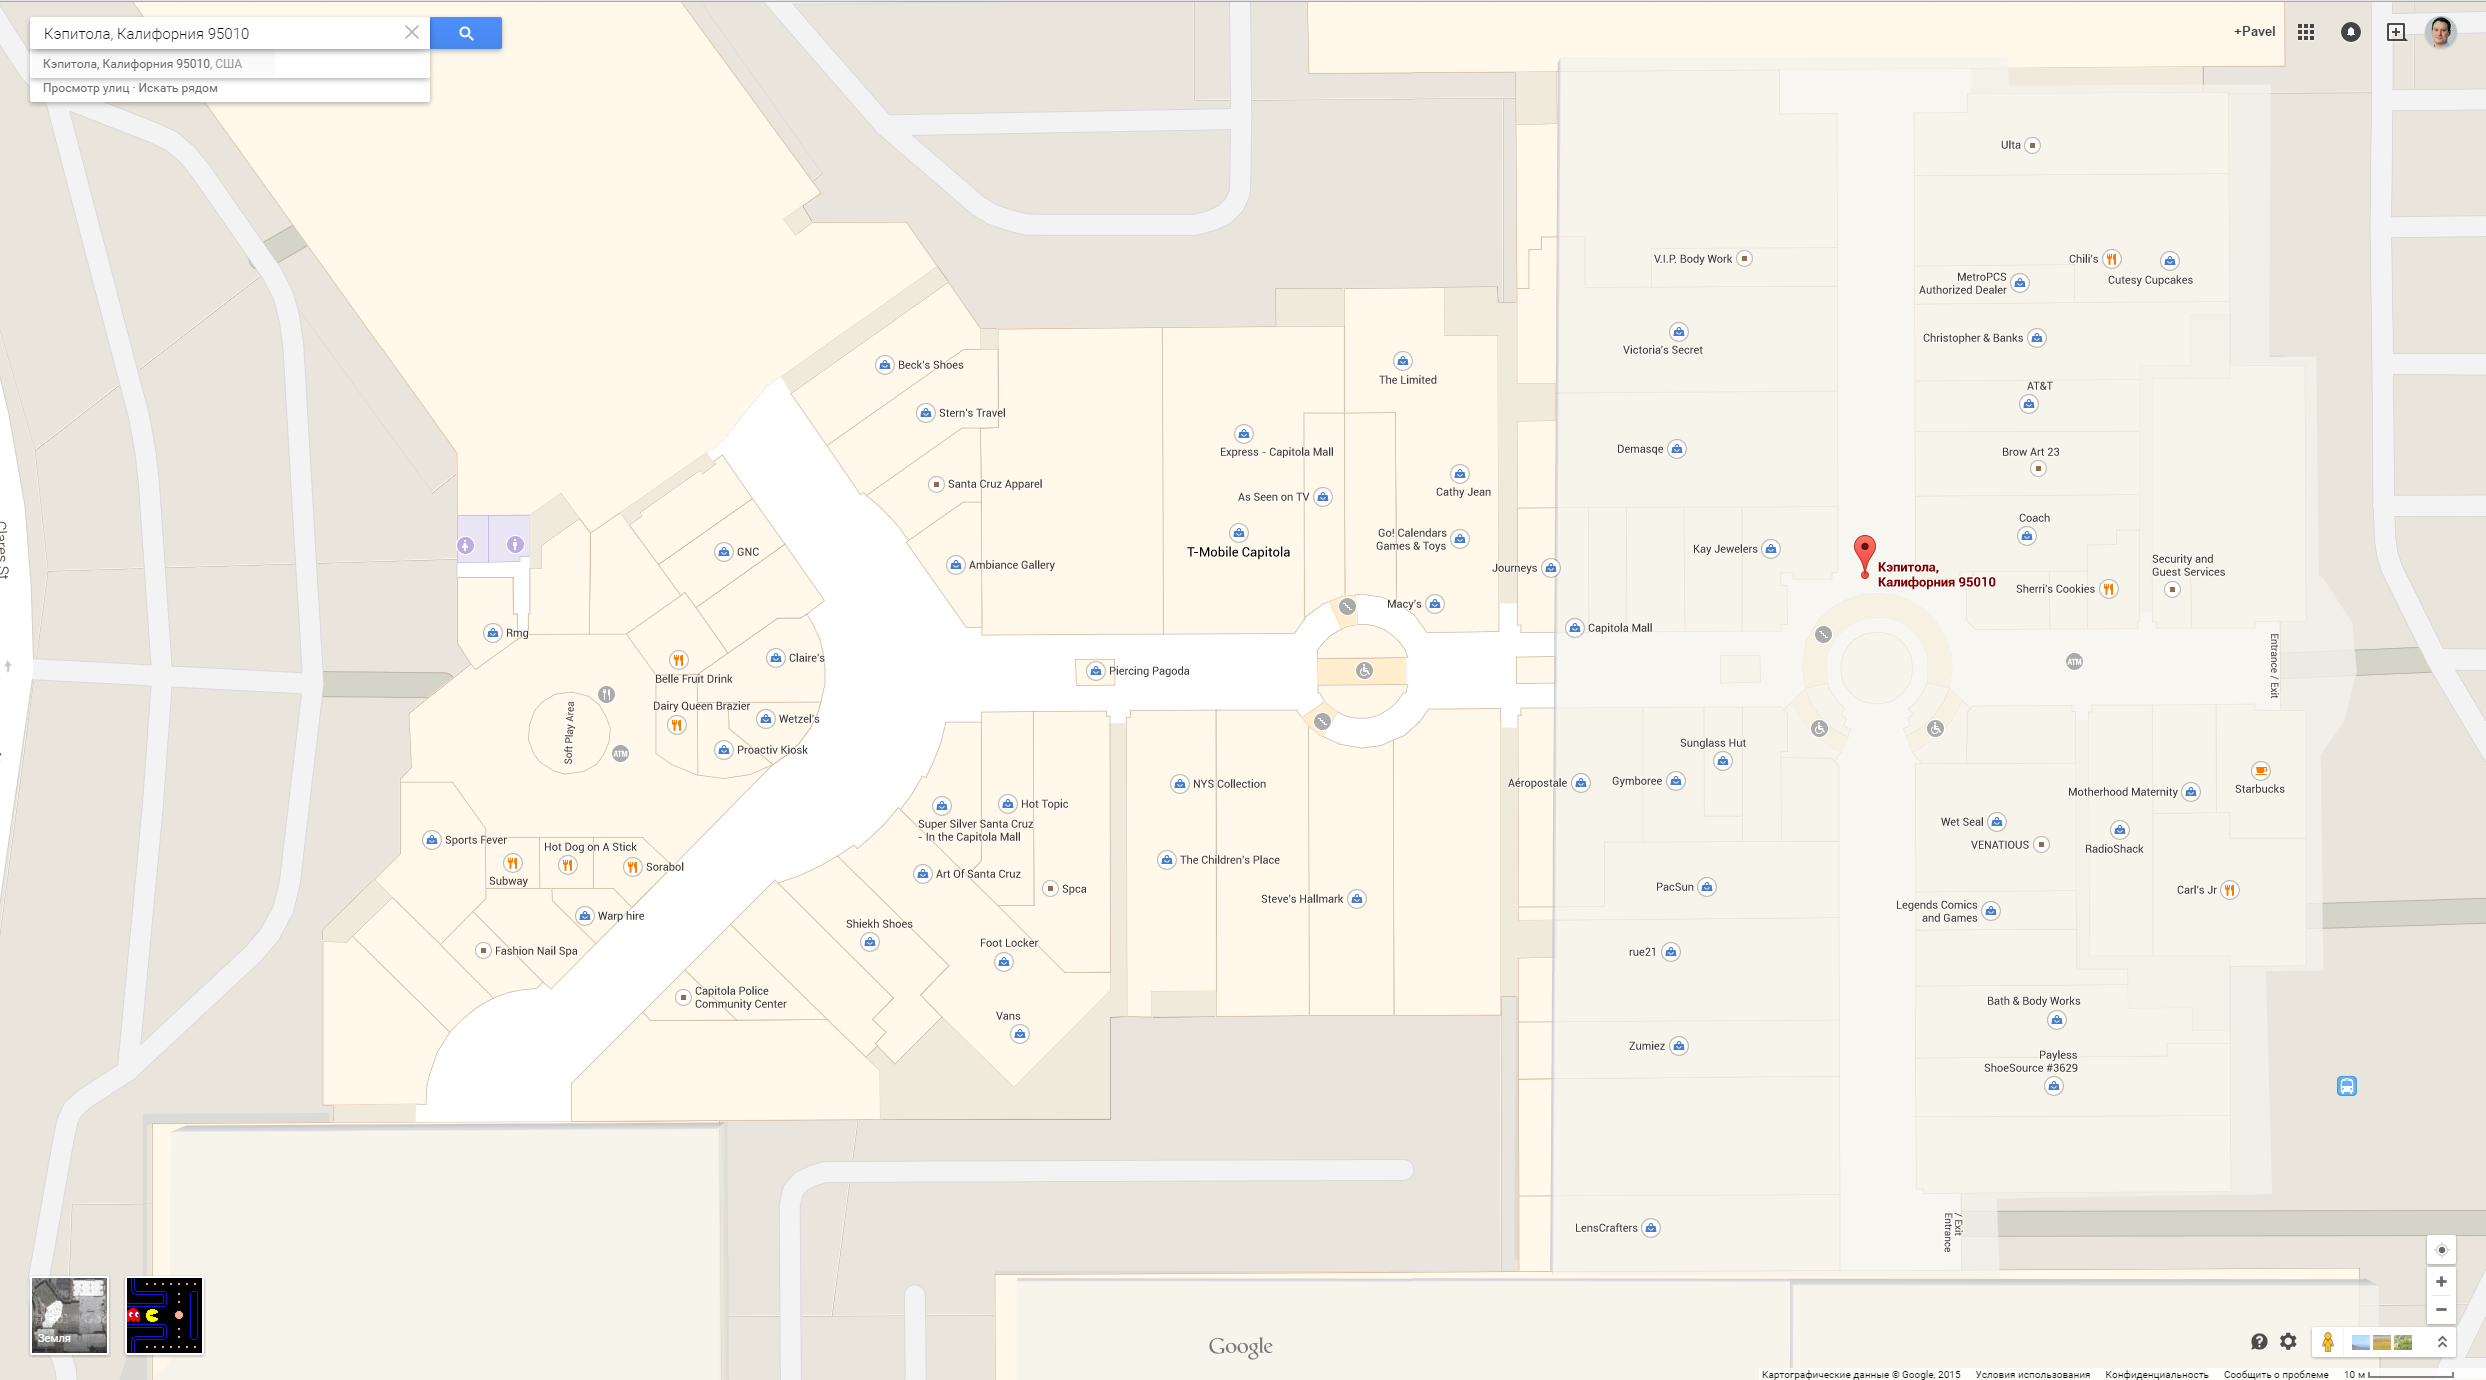 Кэпитола, Калифорния 95010
Кэпитола, Калифорния 95010, США
Просмотр улиц · Искать рядом
+Pavel
Ulta
V.I.P. Body Work
Chili's
Cutesy Cupcakes
MetroPCS
Authorized Dealer
Victoria's Secret
Christopher & Banks
Beck's Shoes
The Limited
AT&T
Stern's Travel
Express - Capitola Mall
Demasqe
Brow Art 23
Santa Cruz Apparel
As Seen on TV
Cathy Jean
Coach
Go! Calendars
Games & Toys
GNC
T-Mobile Capitola
Kay Jewelers
Ambiance Gallery
Journeys
Кэпитола,
Калифорния 95010
Security and
Guest Services
Sherri's Cookies
Clares St
Macy's
Rmg
Capitola Mall
Claire's
Belle Fruit Drink
Piercing Pagoda
ATM
Entrance / Exit
Dairy Queen Brazier
Wetzel's
Soft Play Area
ATM
Proactiv Kiosk
Sunglass Hut
NYS Collection
Aéropostale
Gymboree
Motherhood Maternity
Starbucks
Hot Topic
Super Silver Santa Cruz
- In the Capitola Mall
Wet Seal
VENATIOUS
RadioShack
Sports Fever
Hot Dog on A Stick
Sorabol
Subway
The Children's Place
Art Of Santa Cruz
Spca
PacSun
Carl's Jr
Steve's Hallmark
Legends Comics
and Games
Warp hire
Shiekh Shoes
Foot Locker
Fashion Nail Spa
rue21
Capitola Police
Community Center
Bath & Body Works
Vans
Zumiez
Payless
ShoeSource #3629
LensCrafters
Entrance
/ Exit
Земля
Google
Картографические данные © Google, 2015
Условия использования
Конфиденциальность
Сообщить о проблеме
10 м